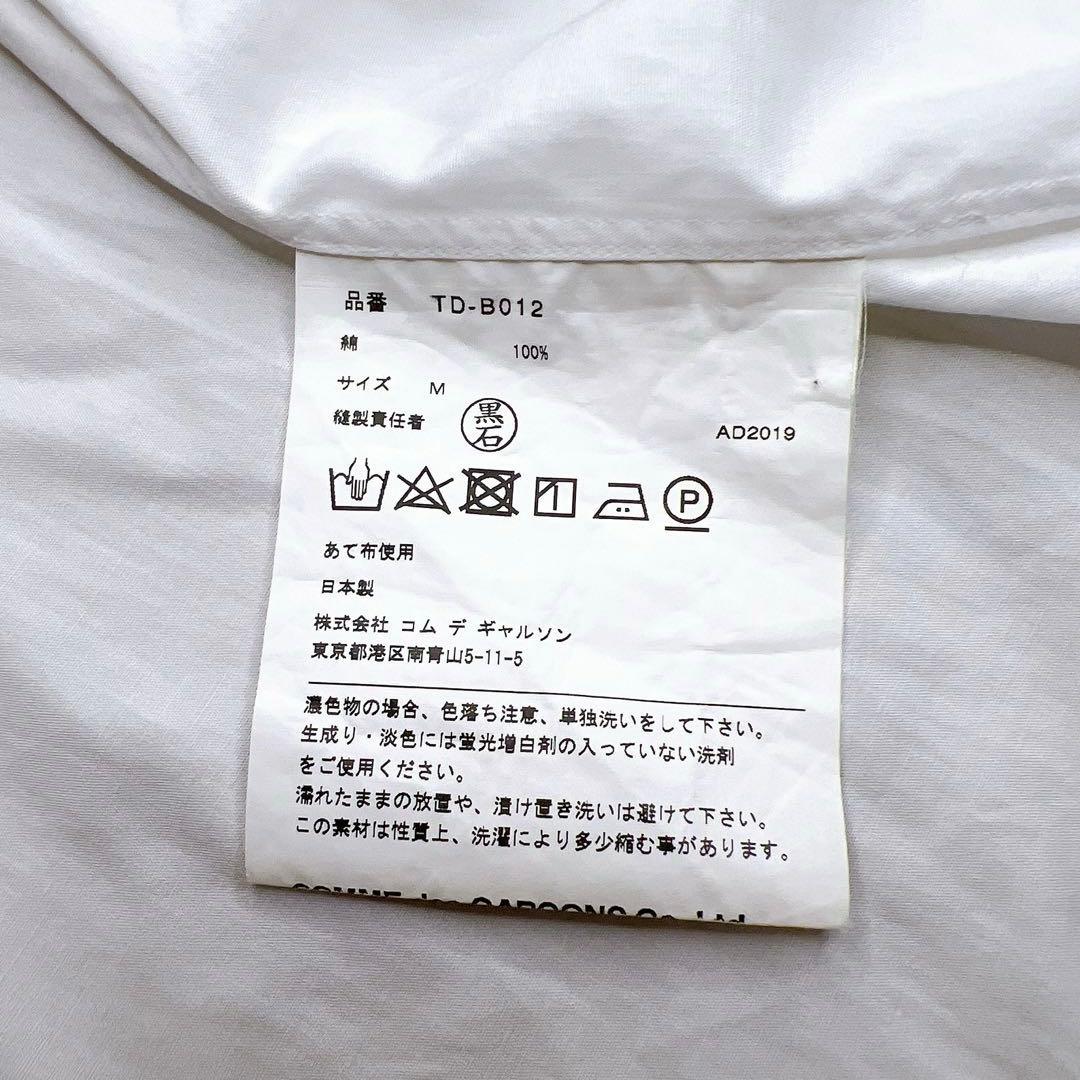 品番 TD-B012
綿 100%
サイズ M
縫製責任者 黒石 AD2019
P
あて布使用
日本製
株式会社 コム デ ギャルソン
東京都港区南青山5-11-5
濃色物の場合、色落ち注意、単独洗いをして下さい。
生成り・淡色には蛍光増白剤の入っていない洗剤
をご使用ください。
濡れたままの放置や、漬け置き洗いは避けて下さい。
この素材は性質上、洗濯により多少縮む事があります。
COMME des GARCONS Co.,Ltd